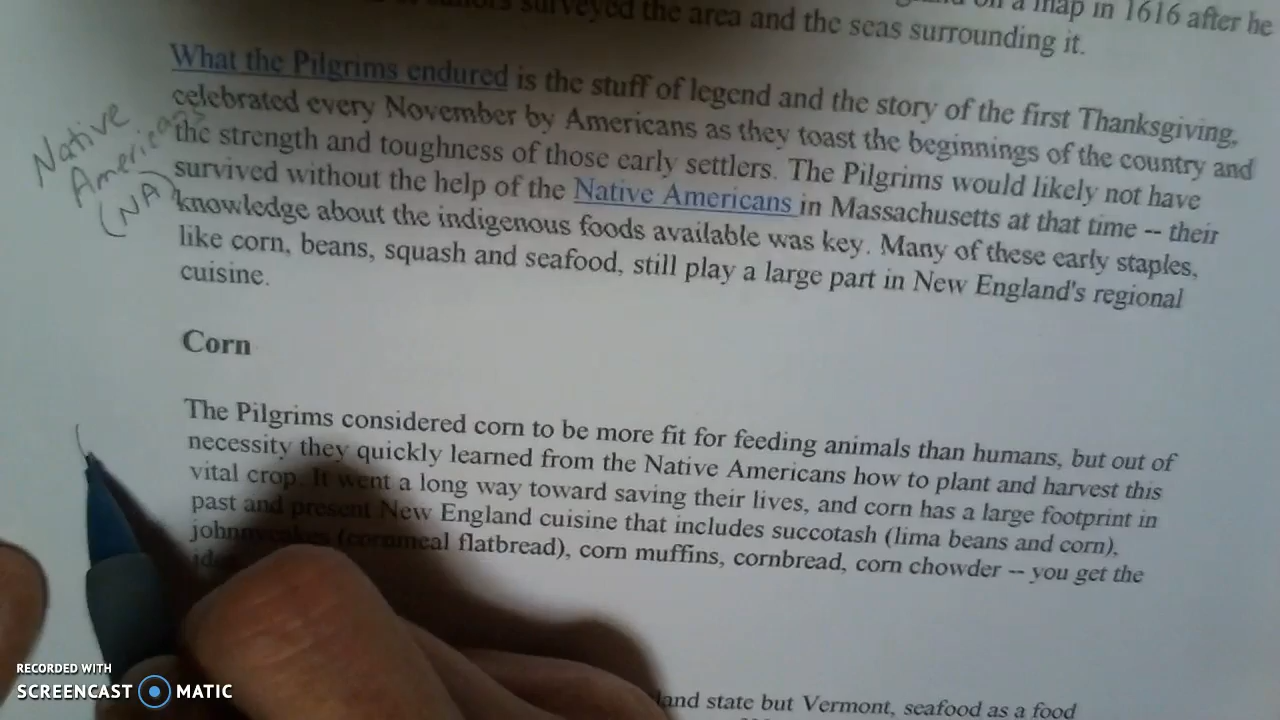 surveyed the area and the seas surrounding it.
on a map in 1616 after he
What the Pilgrims endured is the stuff of legend and the story of the first Thanksgiving,
celebrated every November by Americans as they toast the beginnings of the country and
the strength and toughness of those early settlers. The Pilgrims would likely not have
survived without the help of the Native Americans in Massachusetts at that time -- their
knowledge about the indigenous foods available was key. Many of these early staples,
like corn, beans, squash and seafood, still play a large part in New England's regional
cuisine.
Native
Americans
(NA)
Corn
The Pilgrims considered corn to be more fit for feeding animals than humans, but out of
necessity they quickly learned from the Native Americans how to plant and harvest this
vital crop. It went a long way toward saving their lives, and corn has a large footprint in
past and present New England cuisine that includes succotash (lima beans and corn),
johnnycakes (cornmeal flatbread), corn muffins, cornbread, corn chowder -- you get the
land state but Vermont, seafood as a food
RECORDED WITH
SCREENCAST MATIC